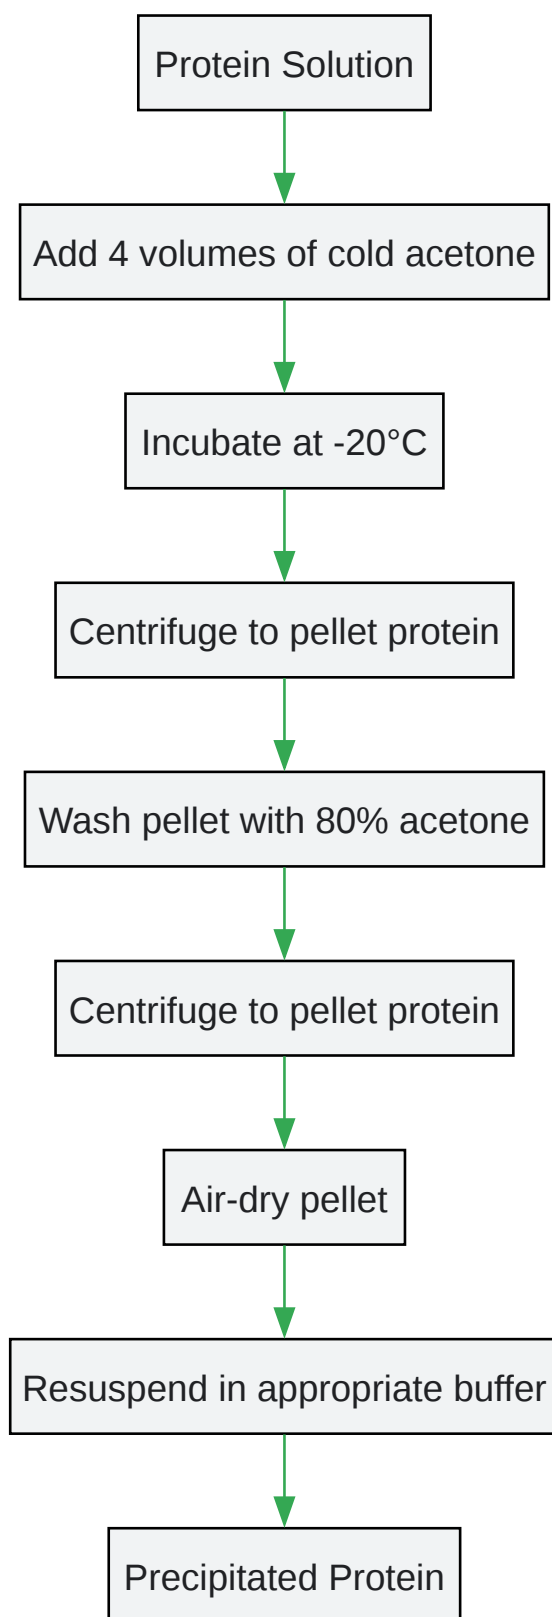 Protein Solution
Add 4 volumes of cold acetone
Incubate at -20°C
Centrifuge to pellet protein
Wash pellet with 80% acetone
Centrifuge to pellet protein
Air-dry pellet
Resuspend in appropriate buffer
Precipitated Protein